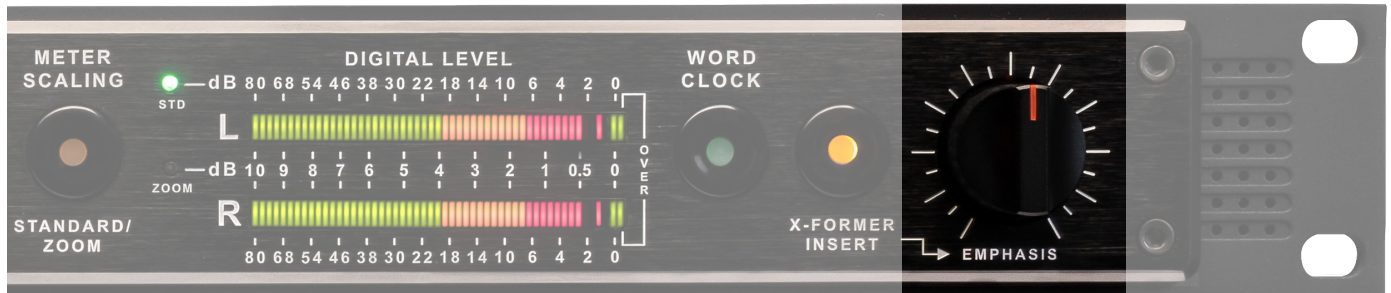 METER
SCALING
STD
ZOOM
STANDARD/
ZOOM
DIGITAL LEVEL
dB 80 68 54 46 38 30 22 18 14 10 6 4 2 0
L
dB 10 9 8 7 6 5 4 3 2 1 0.5 0
R
80 68 54 46 38 30 22 18 14 10 6 4 2 0
OVER
WORD
CLOCK
X-FORMER
INSERT
EMPHASIS